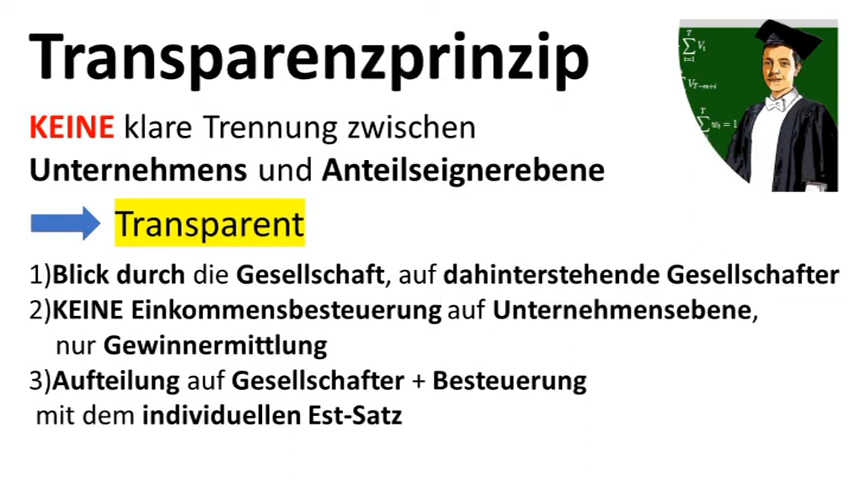 Transparenzprinzip
KEINE klare Trennung zwischen
Unternehmens und Anteilseignerebene
Transparent
1)Blick durch die Gesellschaft, auf dahinterstehende Gesellschafter
2)KEINE Einkommensbesteuerung auf Unternehmensebene,
nur Gewinnermittlung
3)Aufteilung auf Gesellschafter + Besteuerung
mit dem individuellen Est-Satz